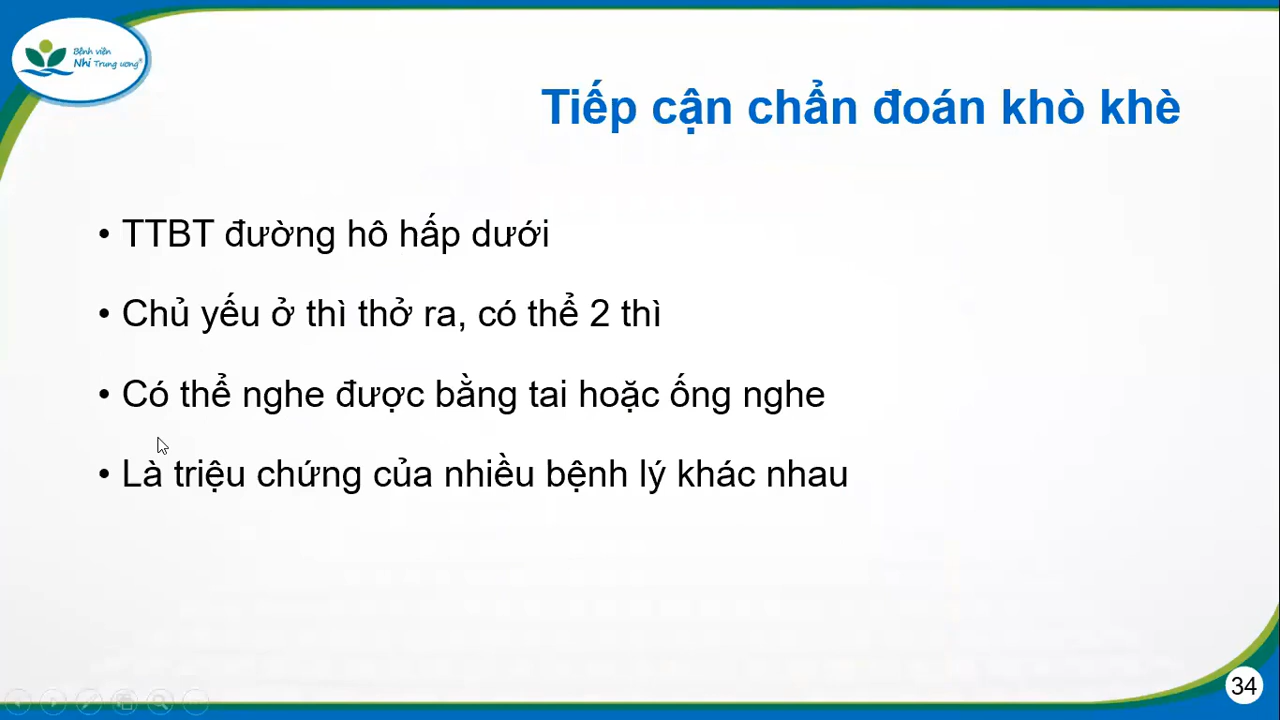 Bệnh viện
Nhi Trung ương®
Tiếp cận chẩn đoán khò khè
• TTBT đường hô hấp dưới
• Chủ yếu ở thì thở ra, có thể 2 thì
• Có thể nghe được bằng tai hoặc ống nghe
• Là triệu chứng của nhiều bệnh lý khác nhau
34